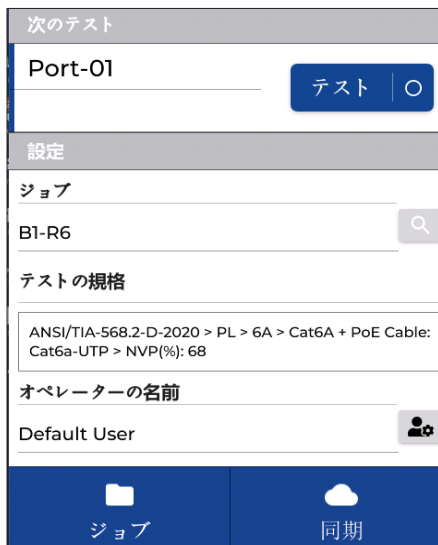 次のテスト
Port-01
テスト
設定
ジョブ
B1-R6
テストの規格
ANSI/TIA-568.2-D-2020 > PL > 6A > Cat6A + PoE Cable:
Cat6a-UTP > NVP(%): 68
オペレーターの名前
Default User
ジョブ
同期